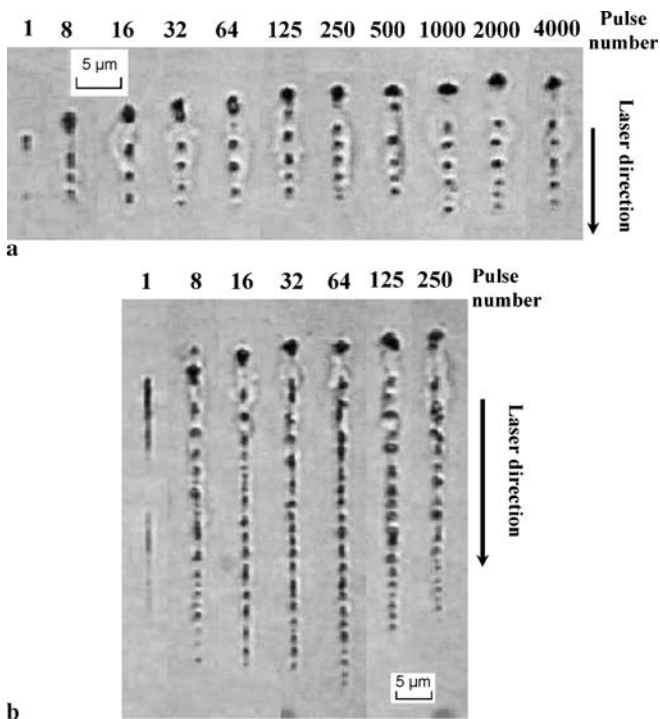 1 8 16 32 64 125 250 500 1000 2000 4000 Pulse number
5 μm
Laser direction
a
1 8 16 32 64 125 250 Pulse number
Laser direction
5 μm
b